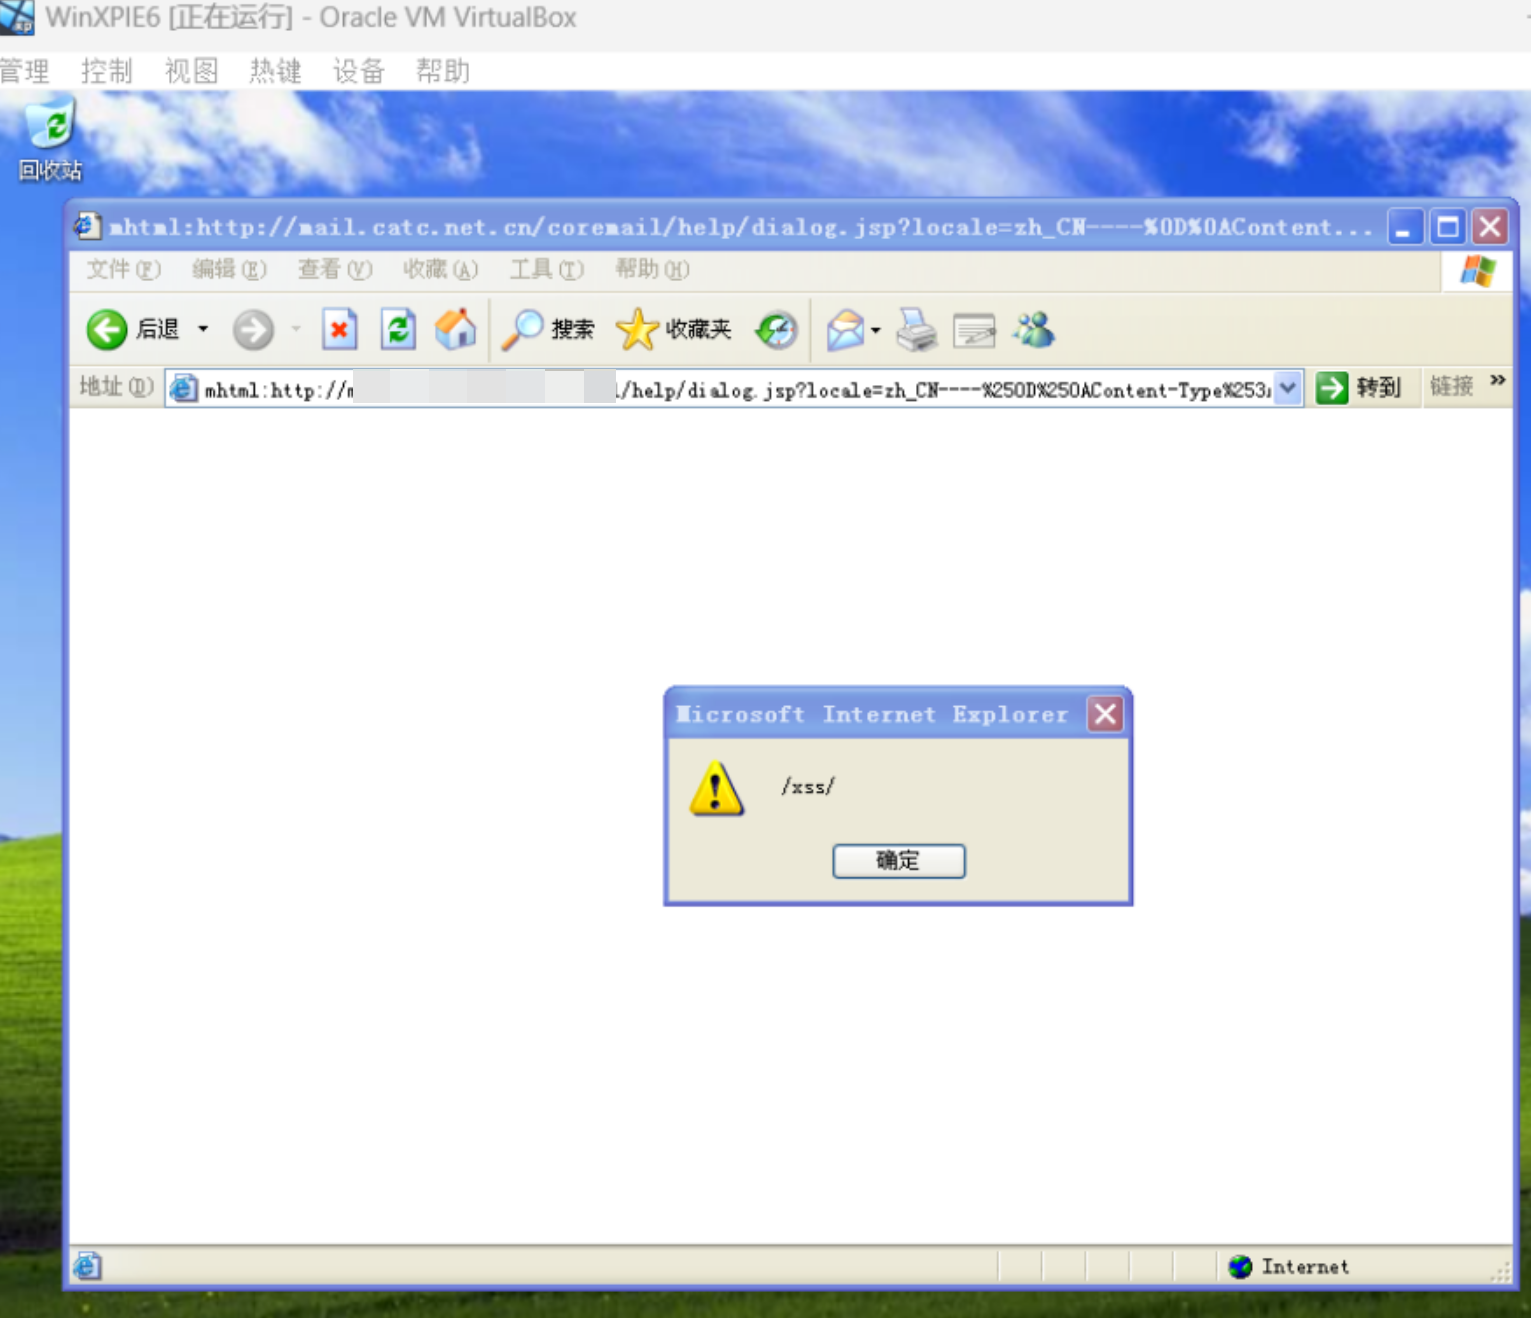 WinXPIE6 [正在运行] - Oracle VM VirtualBox
管理 控制 视图 热键 设备 帮助
回收站
mhtml:http://mail.catc.net.cn/coremail/help/dialog.jsp?locale=zh_CN----%0D%0AContent...
文件(F) 编辑(E) 查看(V) 收藏(A) 工具(T) 帮助(H)
后退 搜索 收藏夹
地址(D) mhtml:http://m l/help/dialog.jsp?locale=zh_CN----%250D%250AContent-Type%253 转到 链接 »
Microsoft Internet Explorer
/xss/
确定
Internet